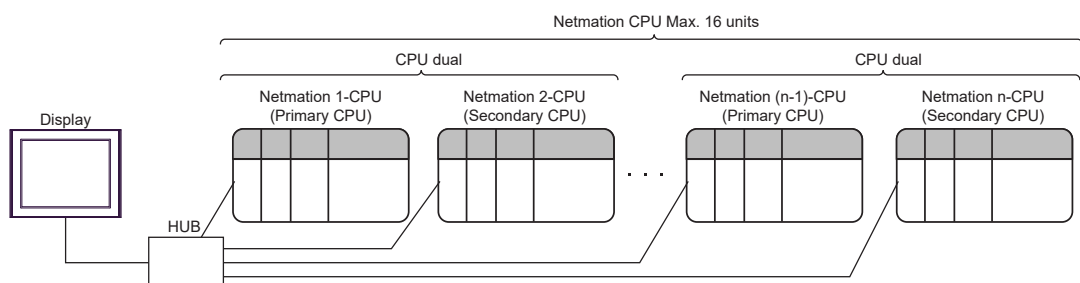 Netmation CPU Max. 16 units
CPU dual
CPU dual
Netmation 1-CPU
(Primary CPU)
Netmation 2-CPU
(Secondary CPU)
Netmation (n-1)-CPU
(Primary CPU)
Netmation n-CPU
(Secondary CPU)
Display
. . .
HUB